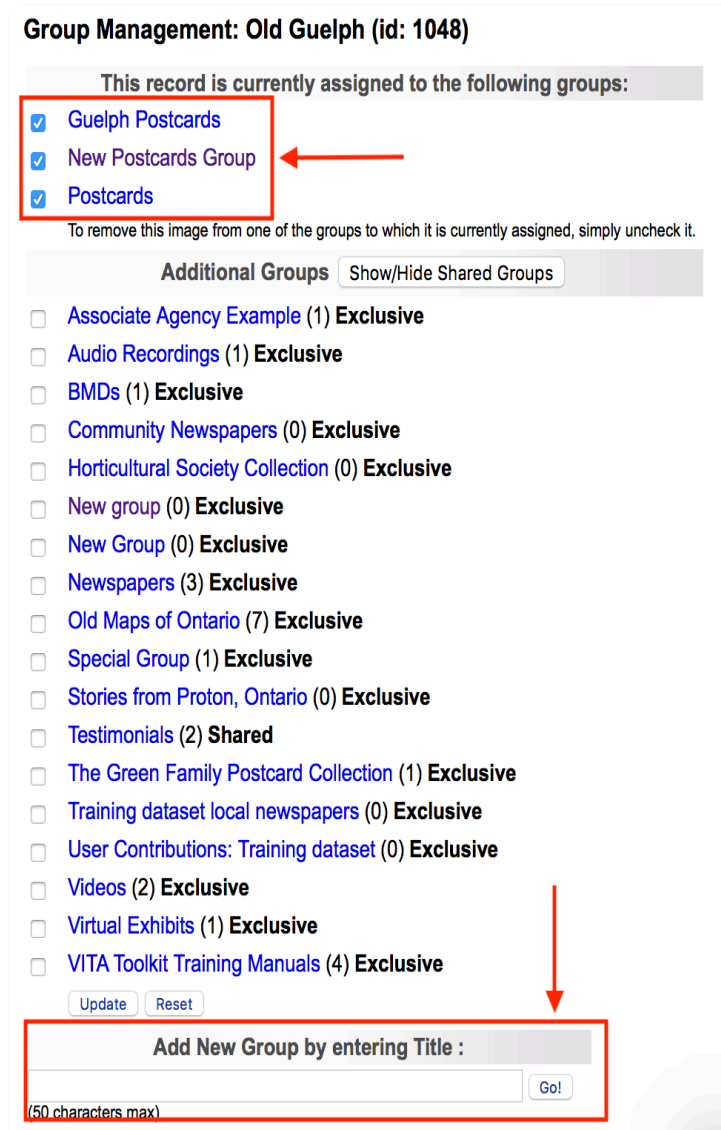 Group Management: Old Guelph (id: 1048)
This record is currently assigned to the following groups:
Guelph Postcards
New Postcards Group
Postcards
To remove this image from one of the groups to which it is currently assigned, simply uncheck it.
Additional Groups Show/Hide Shared Groups
Associate Agency Example (1) Exclusive
Audio Recordings (1) Exclusive
BMDs (1) Exclusive
Community Newspapers (0) Exclusive
Horticultural Society Collection (0) Exclusive
New group (0) Exclusive
New Group (0) Exclusive
Newspapers (3) Exclusive
Old Maps of Ontario (7) Exclusive
Special Group (1) Exclusive
Stories from Proton, Ontario (0) Exclusive
Testimonials (2) Shared
The Green Family Postcard Collection (1) Exclusive
Training dataset local newspapers (0) Exclusive
User Contributions: Training dataset (0) Exclusive
Videos (2) Exclusive
Virtual Exhibits (1) Exclusive
VITA Toolkit Training Manuals (4) Exclusive
Update Reset
Add New Group by entering Title :
Go!
(50 characters max)